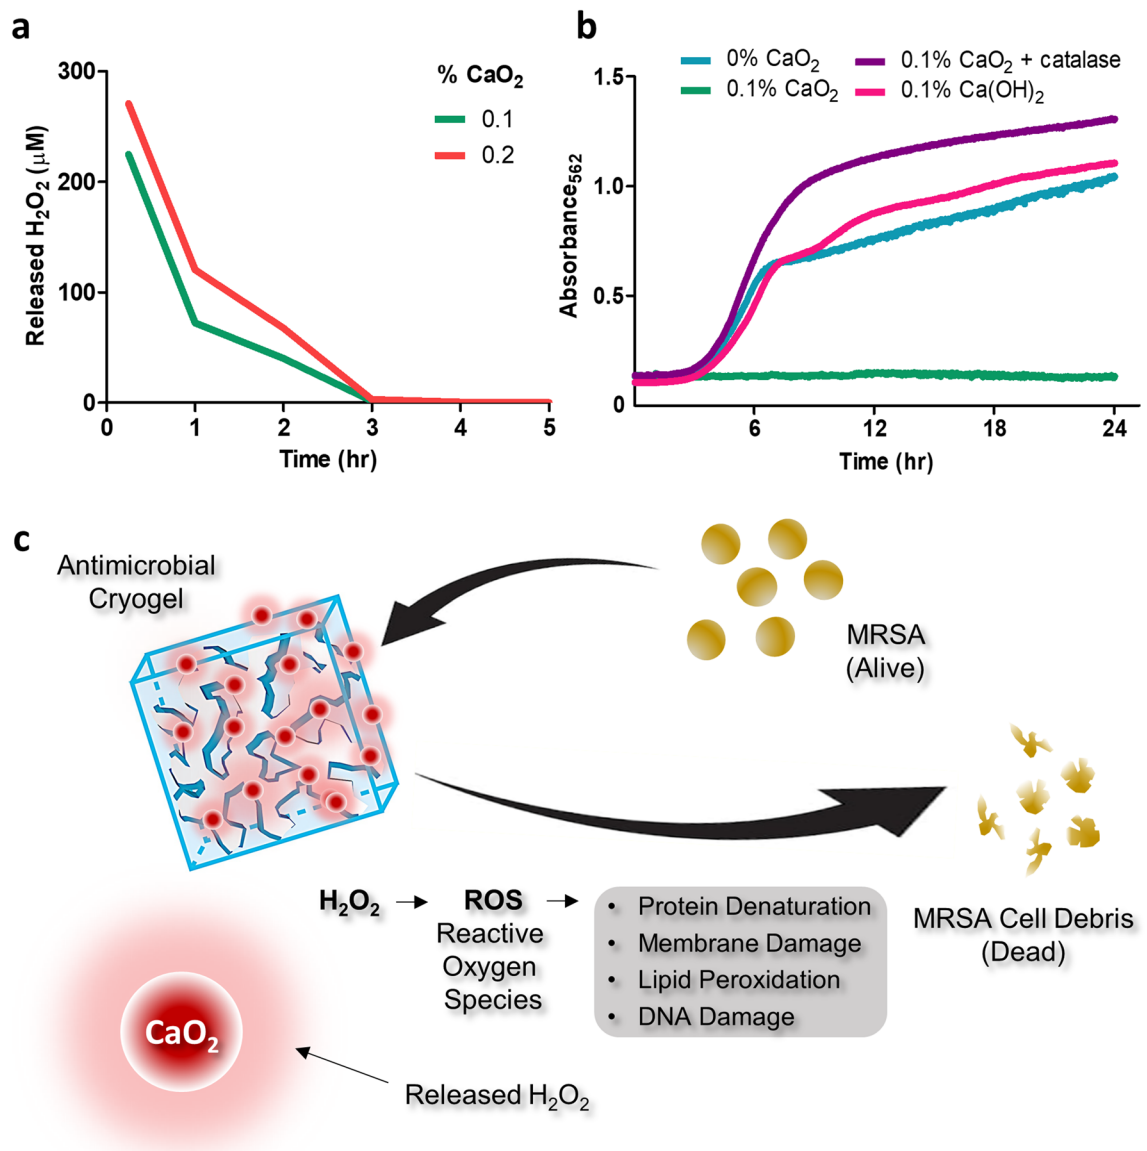 a
% CaO₂
0.1
0.2
Released H₂O₂ (μM)
300
200
100
0
0 1 2 3 4 5
Time (hr)
b
0% CaO₂
0.1% CaO₂ + catalase
0.1% CaO₂
0.1% Ca(OH)₂
Absorbance₅₆₂
1.5
1.0
0.5
0
6 12 18 24
Time (hr)
c
Antimicrobial
Cryogel
MRSA
(Alive)
H₂O₂
ROS
Reactive
Oxygen
Species
• Protein Denaturation
• Membrane Damage
• Lipid Peroxidation
• DNA Damage
MRSA Cell Debris
(Dead)
CaO₂
Released H₂O₂